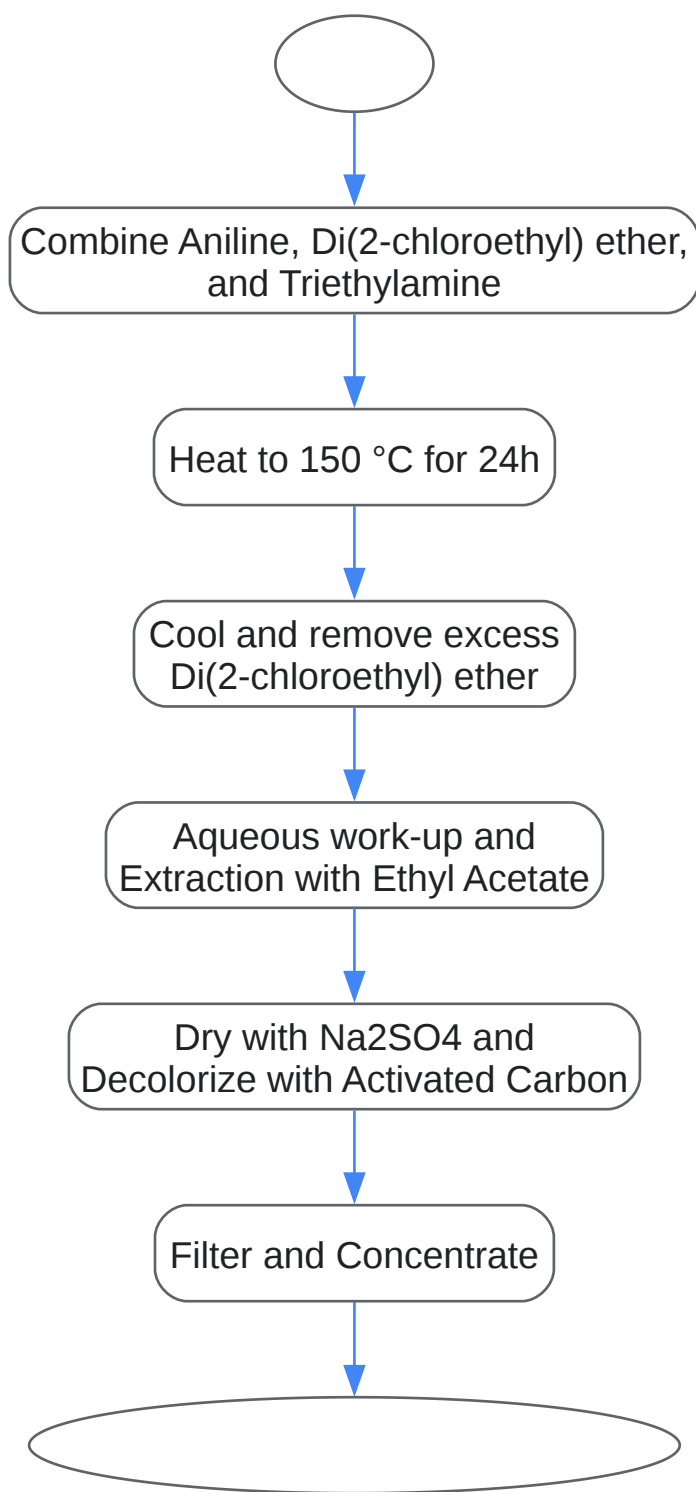 Combine Aniline, Di(2-chloroethyl) ether,
and Triethylamine
Heat to 150 °C for 24h
Cool and remove excess
Di(2-chloroethyl) ether
Aqueous work-up and
Extraction with Ethyl Acetate
Dry with Na2SO4 and
Decolorize with Activated Carbon
Filter and Concentrate